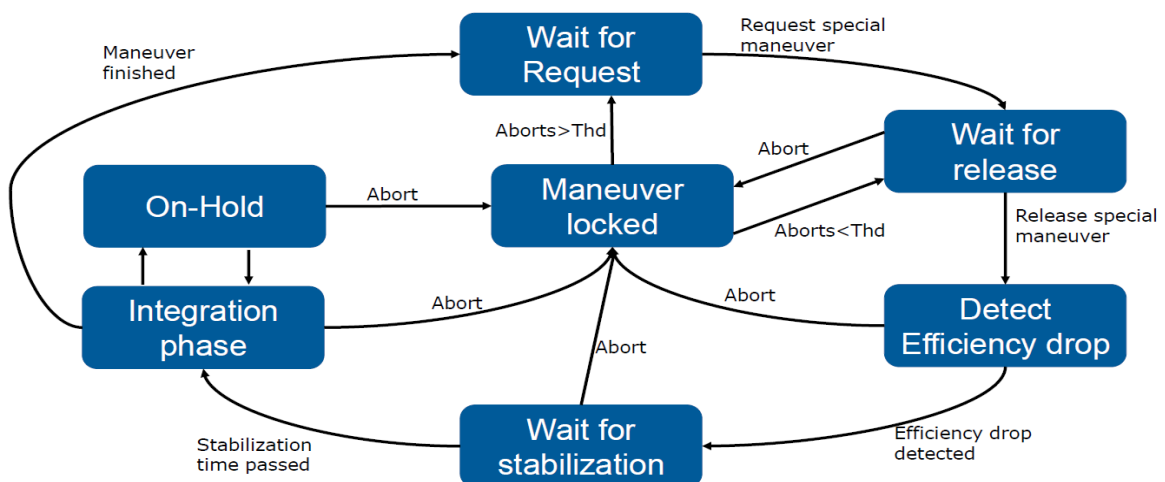 Wait for
Request
Maneuver
finished
Request special
maneuver
Aborts>Thd
Wait for
release
Abort
On-Hold
Abort
Maneuver
locked
Aborts<Thd
Release special
maneuver
Integration
phase
Abort
Abort
Detect
Efficiency drop
Abort
Wait for
stabilization
Stabilization
time passed
Efficiency drop
detected